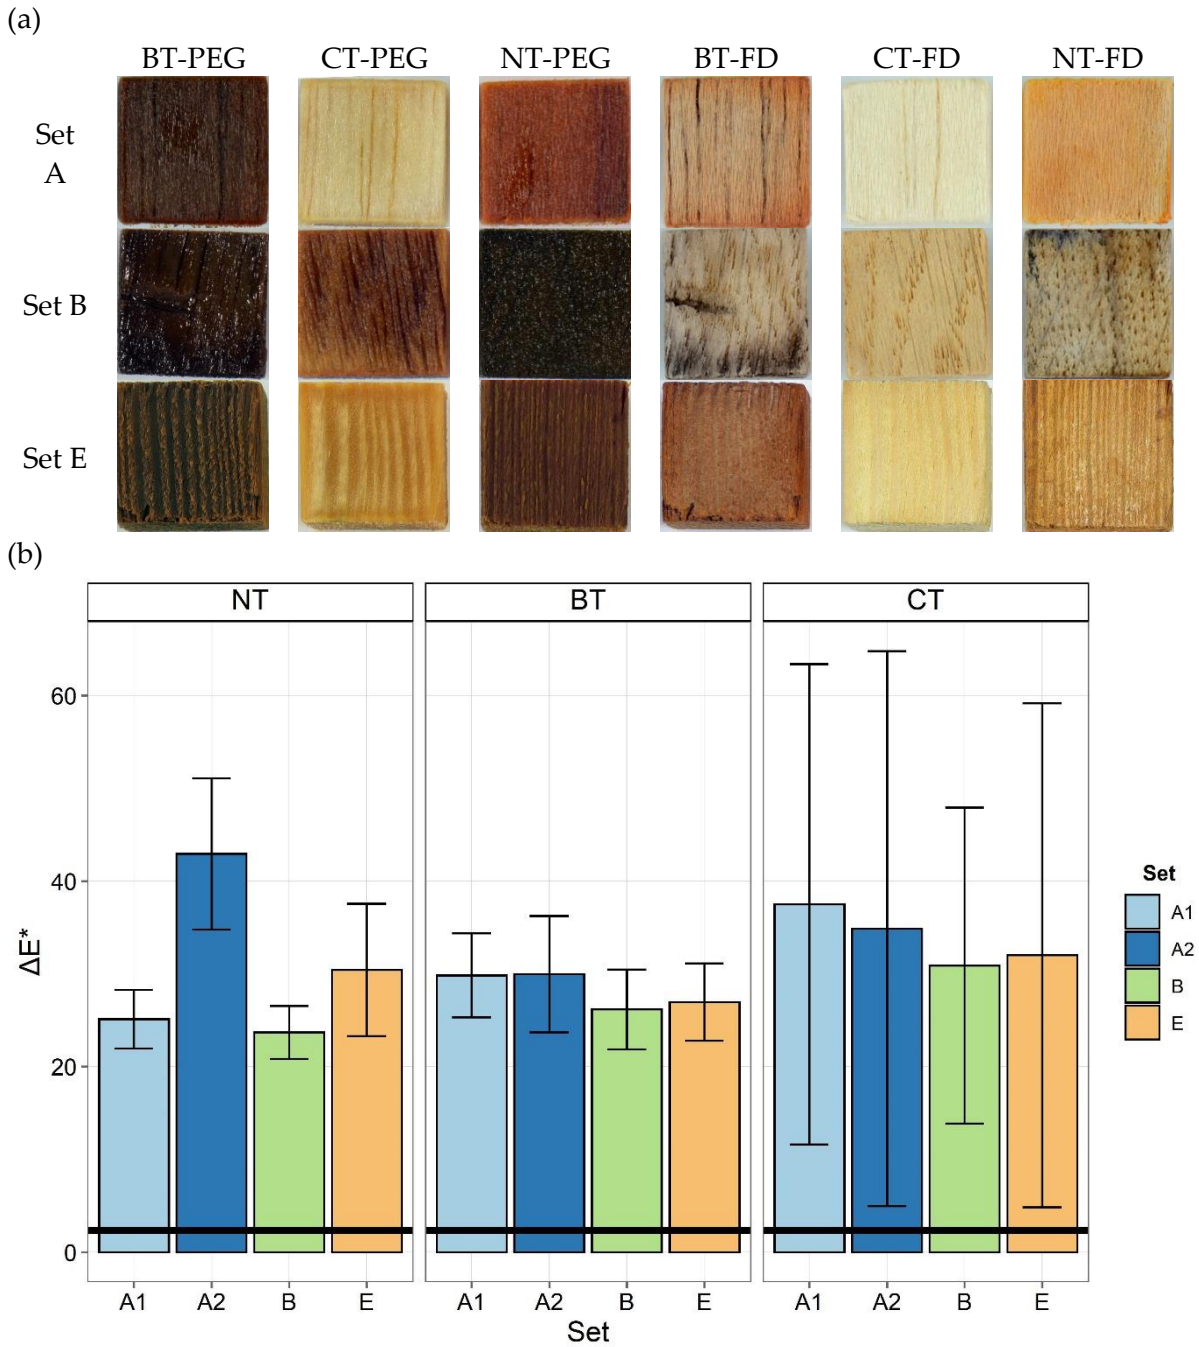 (a)
BT-PEG CT-PEG NT-PEG BT-FD CT-FD NT-FD
Set
A
Set B
Set E
(b)
NT BT CT
60
40
20
0
ΔE*
A1 A2 B E A1 A2 B E A1 A2 B E
Set
Set
A1
A2
B
E